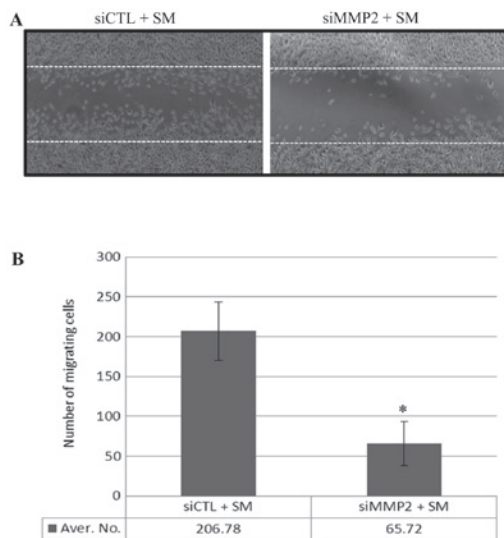 siCTL + SM siMMP2 + SM
A
B
300
250
200
150
100
50
0
Number of migrating cells
*
siCTL + SM siMMP2 + SM
Aver. No. 206.78 65.72